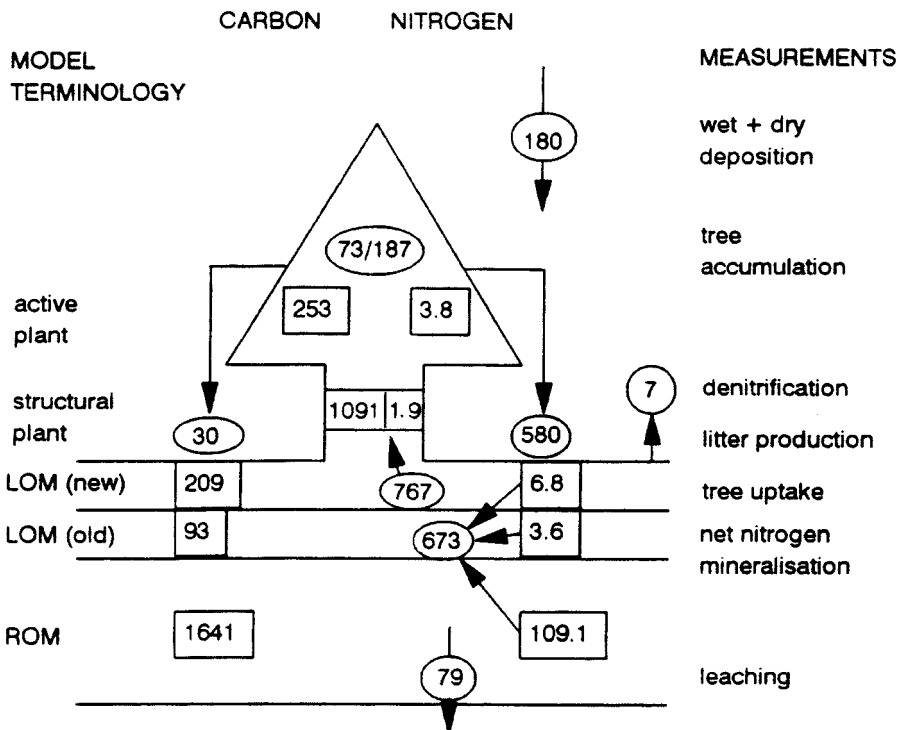 CARBON NITROGEN
MODEL
TERMINOLOGY
MEASUREMENTS
wet + dry
deposition
180
tree
accumulation
73/187
253 3.8
active
plant
structural
plant
1091 1.9
7
denitrification
30
580
litter production
LOM (new)
209
767
6.8
tree uptake
LOM (old)
93
673
3.6
net nitrogen
mineralisation
ROM
1641
109.1
79
leaching